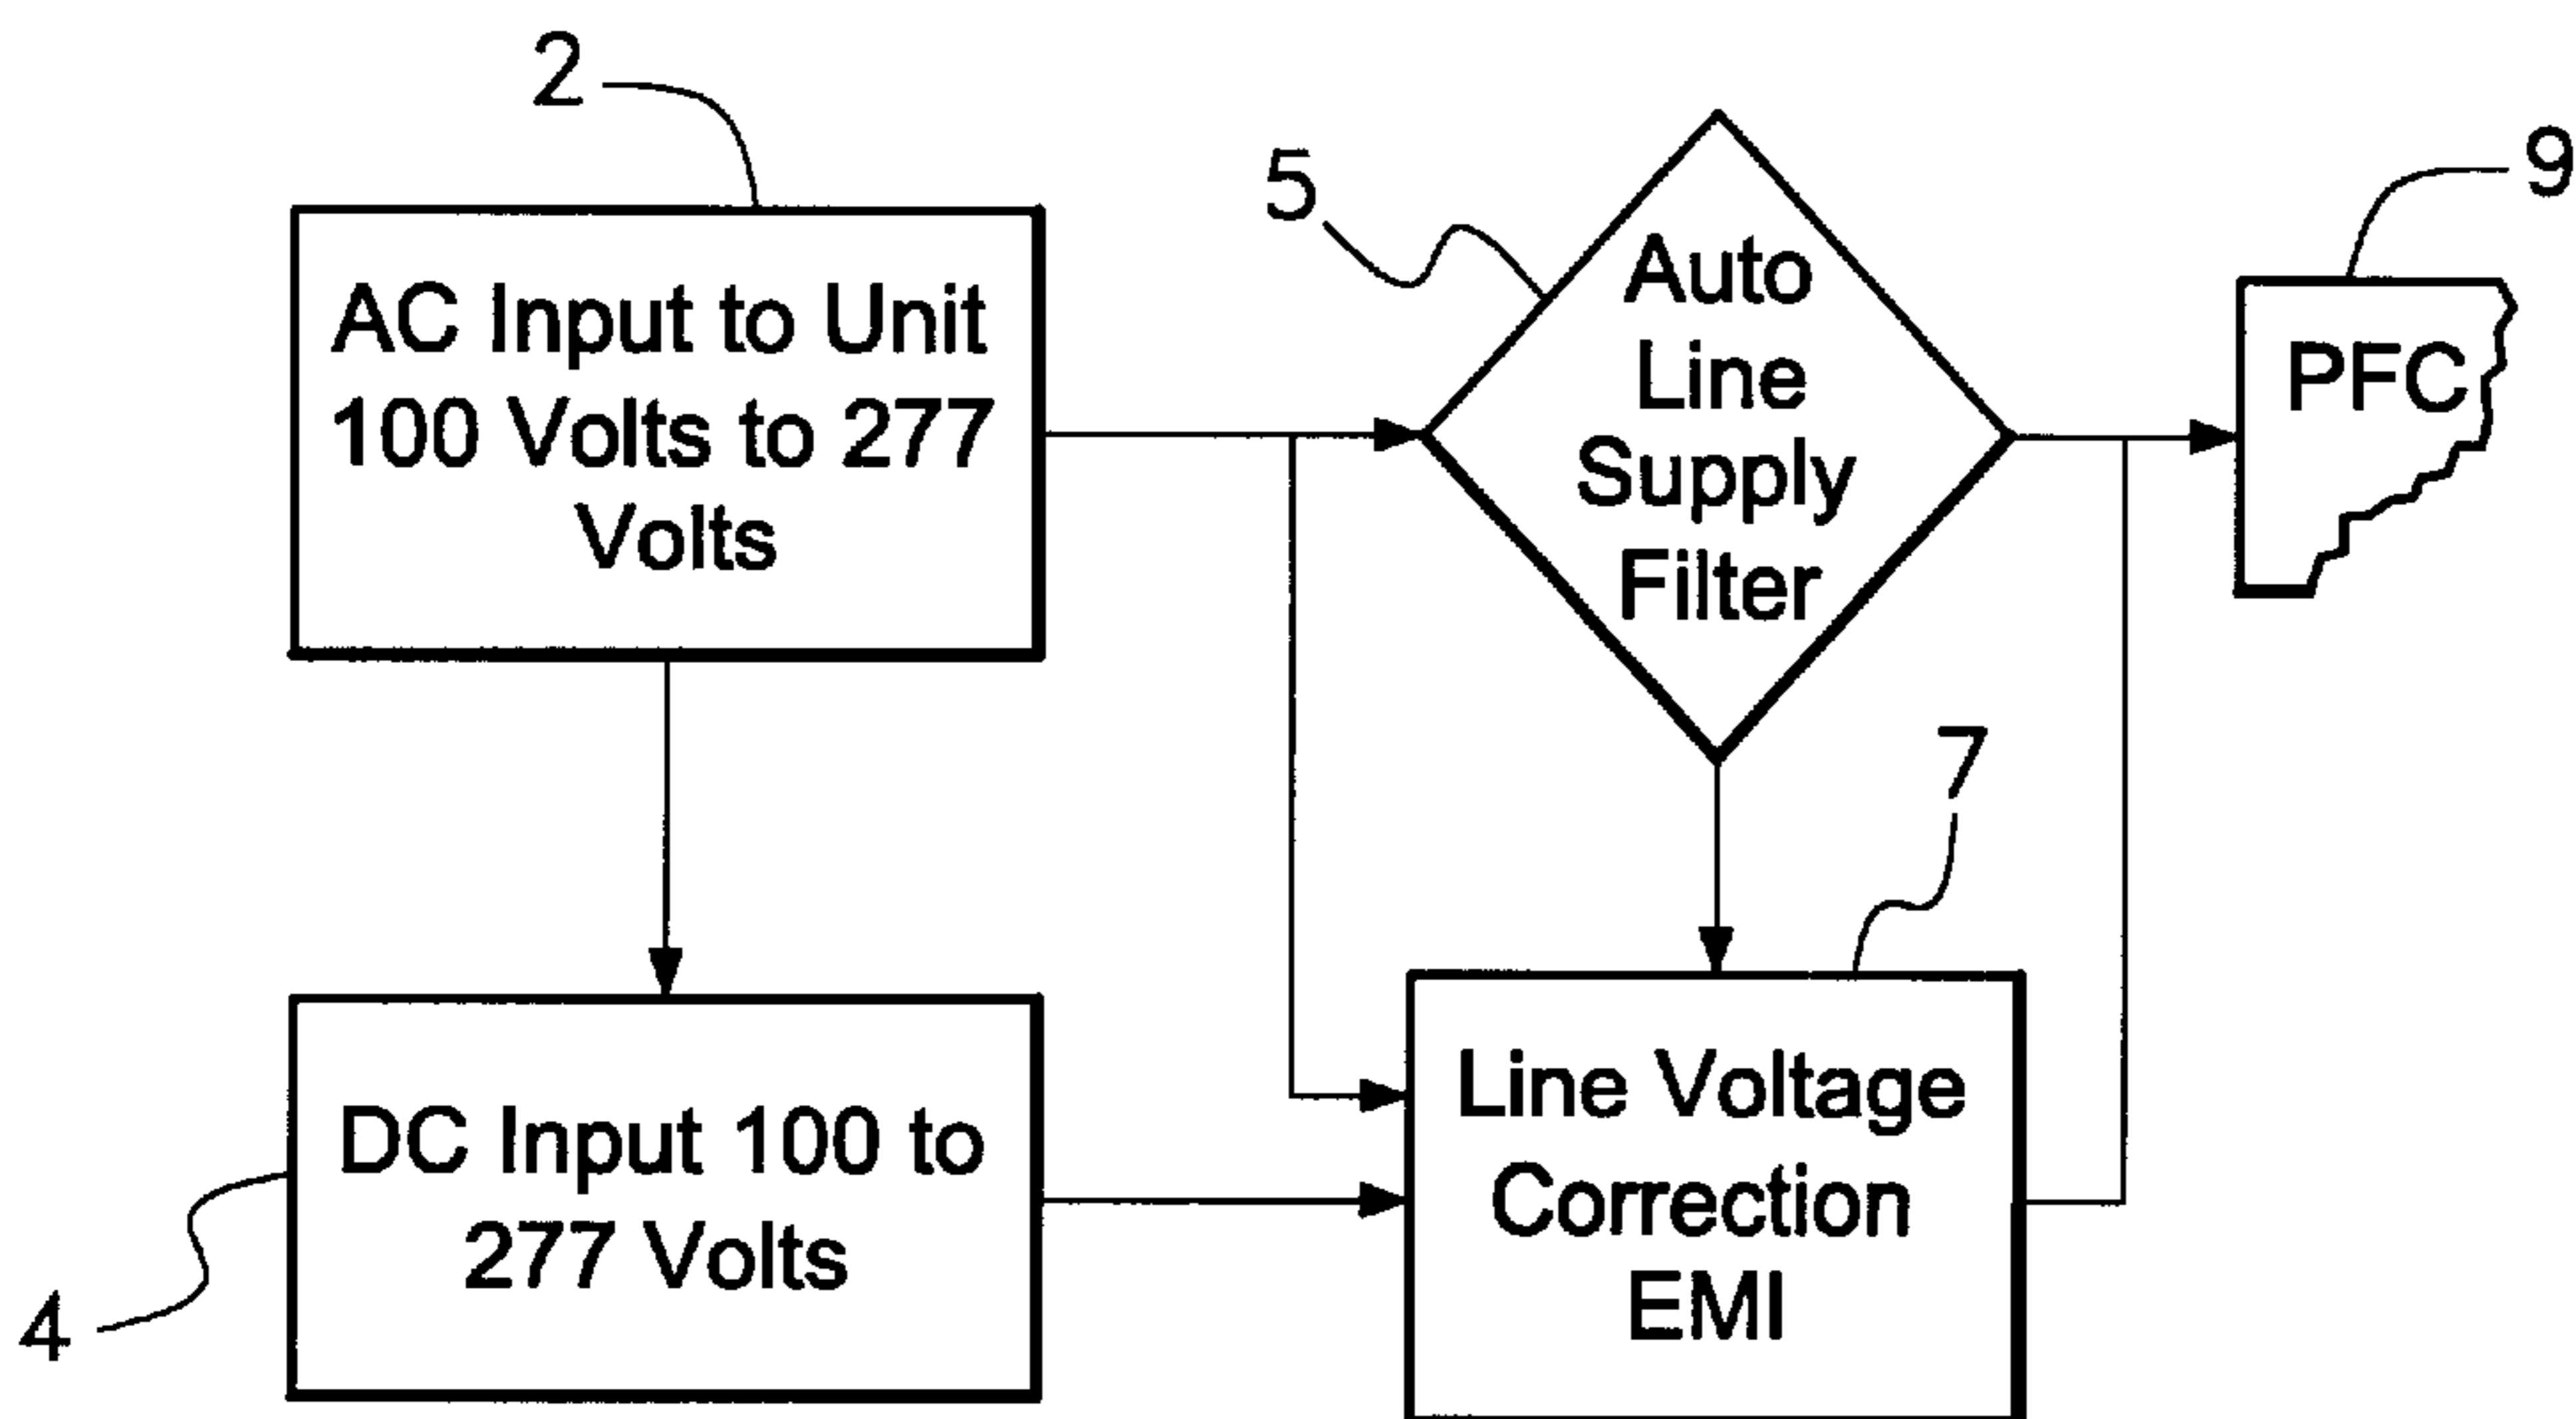 2
AC Input to Unit
100 Volts to 277
Volts
5
Auto
Line
Supply
Filter
9
PFC
4
DC Input 100 to
277 Volts
7
Line Voltage
Correction
EMI